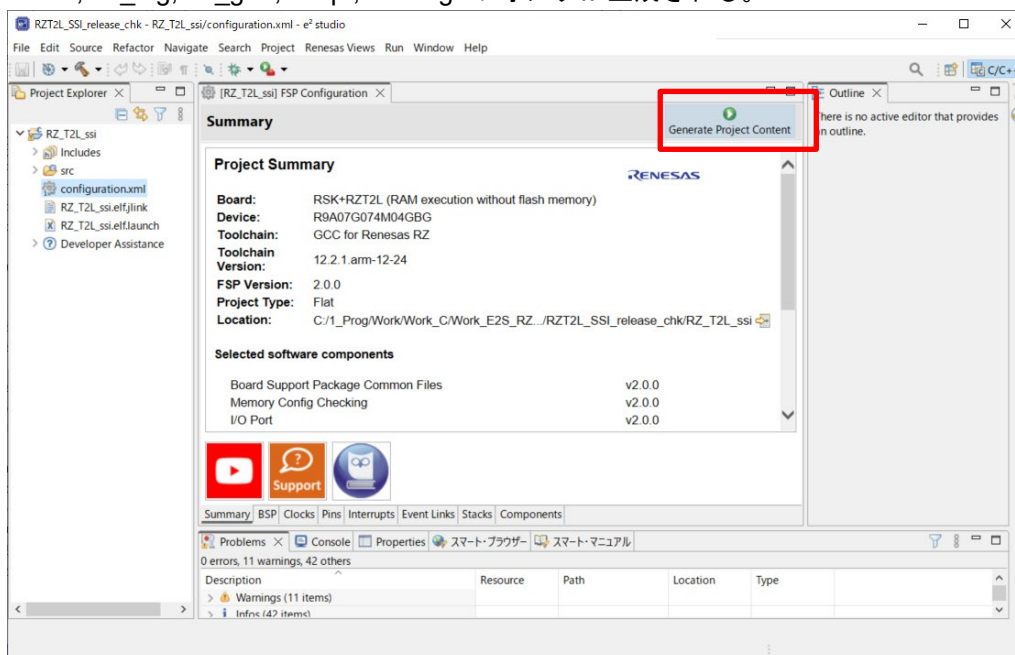 RZT2L_SSI_release_chk - RZ_T2L_ssi/configuration.xml - e² studio
File Edit Source Refactor Navigate Search Project Renesas Views Run Window Help
C/C+
Project Explorer
[RZ_T2L_ssi] FSP Configuration
Outline
RZ_T2L_ssi
Includes
src
configuration.xml
RZ_T2L_ssi.elf.jlink
RZ_T2L_ssi.elf.launch
Developer Assistance
Summary
Generate Project Content
Project Summary
RENESAS
Board: RSK+RZT2L (RAM execution without flash memory)
Device: R9A07G074M04GBG
Toolchain: GCC for Renesas RZ
Toolchain Version: 12.2.1.arm-12-24
FSP Version: 2.0.0
Project Type: Flat
Location: C:/1_Prog/Work/Work_C/Work_E2S_RZ.../RZT2L_SSI_release_chk/RZ_T2L_ssi
Selected software components
Board Support Package Common Files v2.0.0
Memory Config Checking v2.0.0
I/O Port v2.0.0
Support
Summary BSP Clocks Pins Interrupts Event Links Stacks Components
There is no active editor that provides
an outline.
Problems Console Properties スマート・ブラウザー スマート・マニュアル
0 errors, 11 warnings, 42 others
Description Resource Path Location Type
Warnings (11 items)
Infos (42 items)